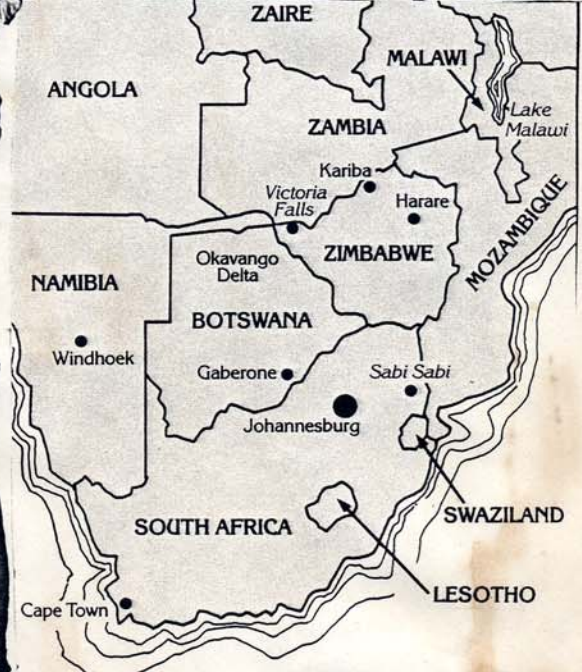 ZAIRE
MALAWI
ANGOLA
Lake
Malawi
ZAMBIA
Kariba
Victoria
Falls
Harare
MOZAMBIQUE
Okavango
Delta
ZIMBABWE
NAMIBIA
BOTSWANA
Windhoek
Gaberone
Sabi Sabi
Johannesburg
SWAZILAND
SOUTH AFRICA
LESOTHO
Cape Town